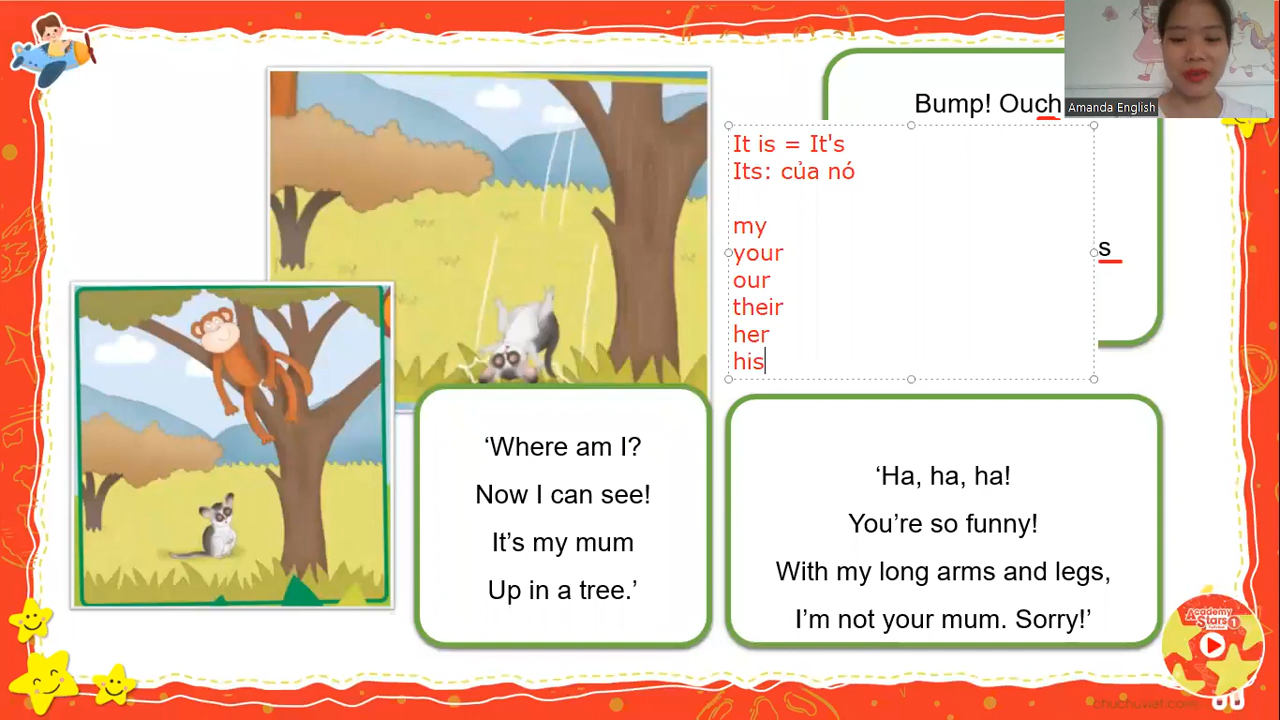 Bump! Ouch
Amanda English
It is = It's
Its: của nó
my
your
our
their
her
his
s
‘Where am I?
Now I can see!
It’s my mum
Up in a tree.’
‘Ha, ha, ha!
You’re so funny!
With my long arms and legs,
I’m not your mum. Sorry!’
Academy
Stars 1
chuchuviet.com